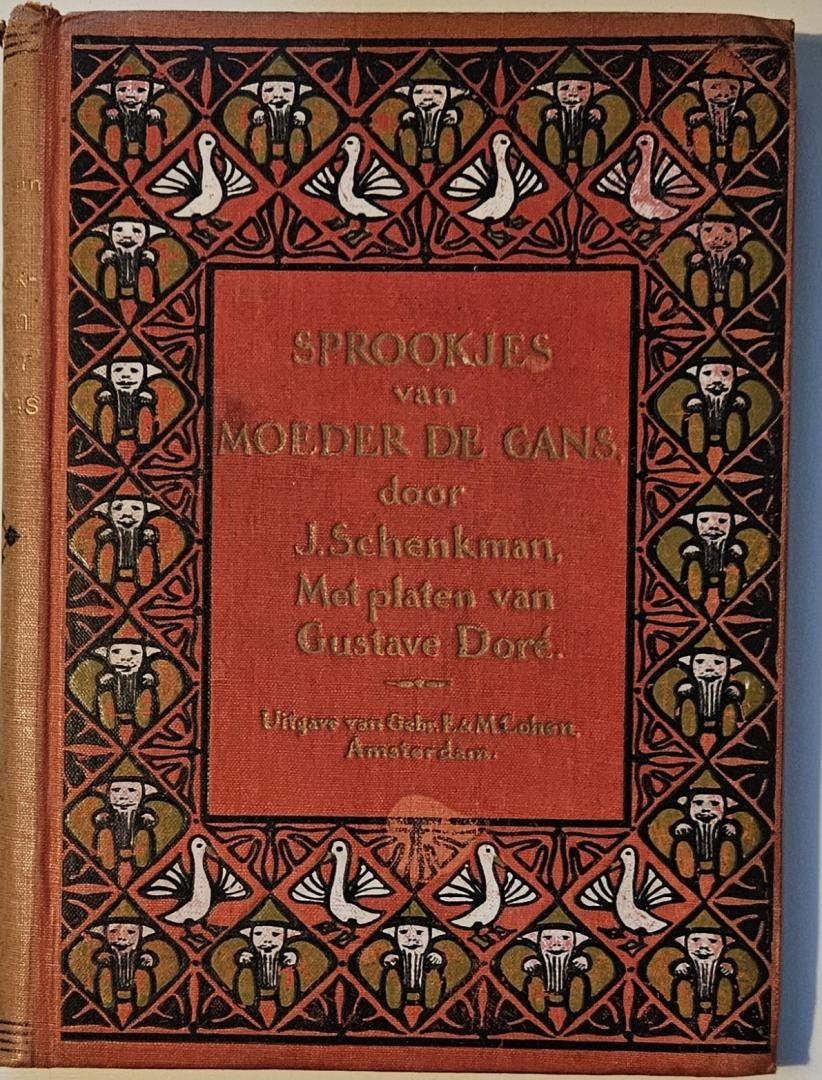 SPROOKJES
van
MOEDER DE GANS,
door
J. Schenkman,
Met platen van
Gustave Doré.
Uitgave van Gebr. E. & M. Cohen,
Amsterdam.